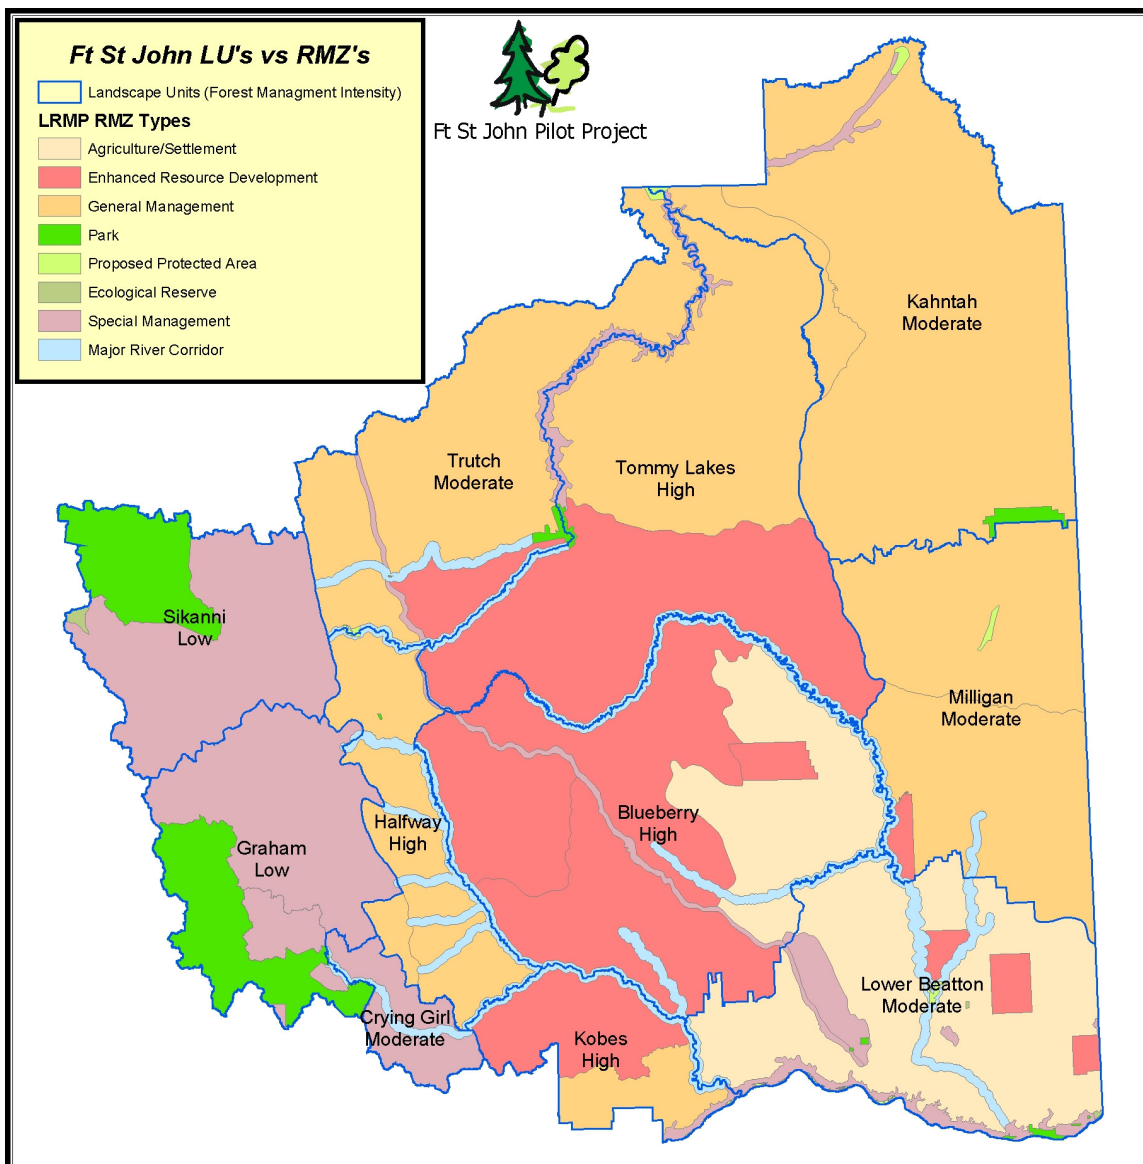 Ft St John LU's vs RMZ's
Landscape Units (Forest Managment Intensity)
LRMP RMZ Types
Agriculture/Settlement
Enhanced Resource Development
General Management
Park
Proposed Protected Area
Ecological Reserve
Special Management
Major River Corridor
Ft St John Pilot Project
Kahntah
Moderate
Trutch
Moderate
Tommy Lakes
High
Sikanni
Low
Milligan
Moderate
Blueberry
High
Halfway
High
Graham
Low
Lower Beatton
Moderate
Crying Girl
Moderate
Kobes
High